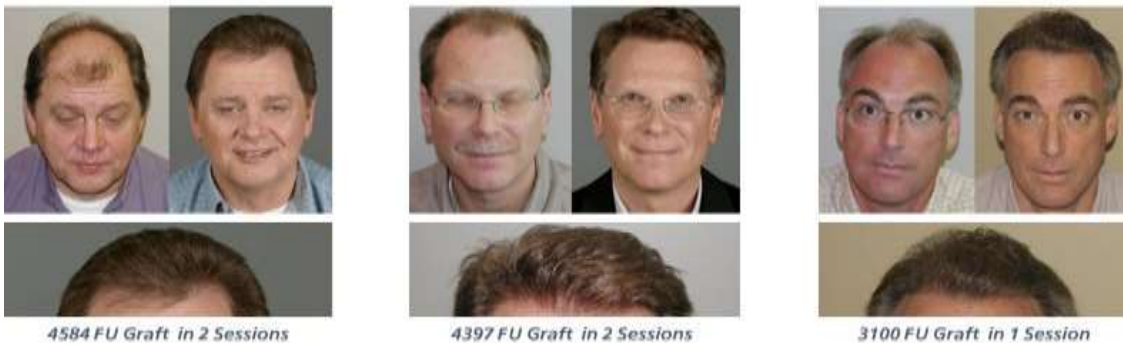 4584 FU Graft in 2 Sessions
4397 FU Graft in 2 Sessions
3100 FU Graft in 1 Session